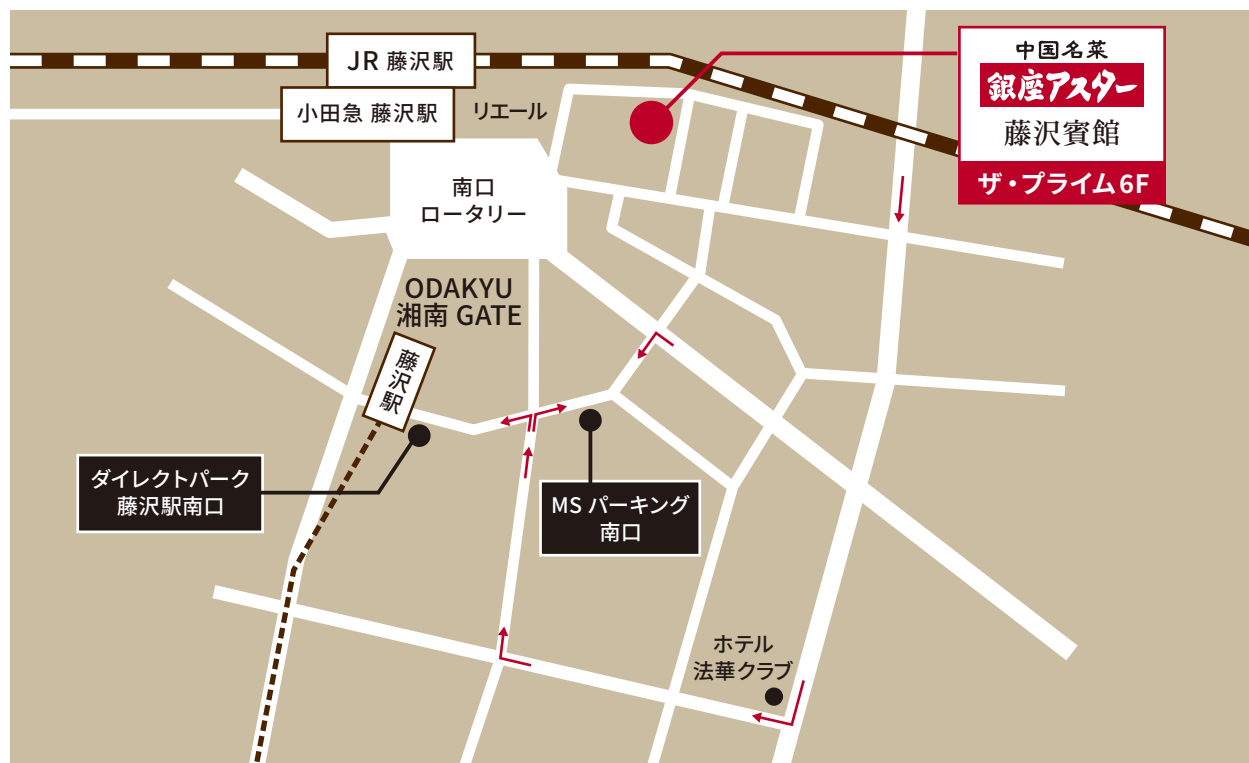 JR 藤沢駅
小田急 藤沢駅
リエール
中国名菜
銀座アスター
藤沢賓館
ザ・プライム6F
南口
ロータリー
ODAKYU
湘南 GATE
藤沢駅
ダイレクトパーク
藤沢駅南口
MS パーキング
南口
ホテル
法華クラブ